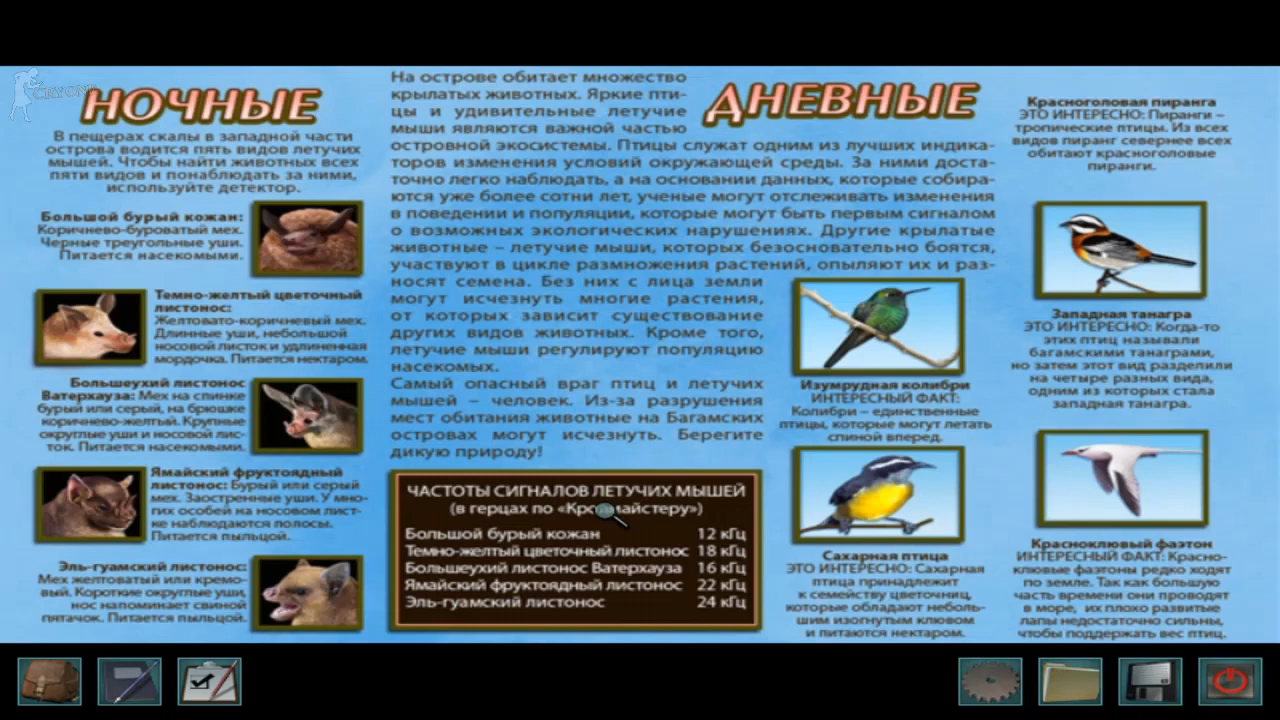 CRYONE
НОЧНЫЕ
В пещерах скалы в западной части
острова водится пять видов летучих
мышей. Чтобы найти животных всех
пяти видов и понаблюдать за ними,
используйте детектор.
Большой бурый кожан:
Коричнево-буроватый мех.
Черные треугольные уши.
Питается насекомыми.
Темно-желтый цветочный
листонос:
Желтовато-коричневый мех.
Длинные уши, небольшой
носовой листок и удлиненная
мордочка. Питается нектаром.
Большеухий листонос
Ватерхауза: Мех на спинке
бурый или серый, на брюшке
коричнево-желтый. Крупные
округлые уши и носовой лис-
ток. Питается насекомыми.
Ямайский фруктоядный
листонос: Бурый или серый
мех. Заостренные уши. У мно-
гих особей на носовом лист-
ке наблюдаются полосы.
Питается пыльцой.
Эль-гуамский листонос:
Мех желтоватый или кремо-
вый. Короткие округлые уши,
нос напоминает свиной
пятачок. Питается пыльцой.
На острове обитает множество
крылатых животных. Яркие пти-
цы и удивительные летучие
мыши являются важной частью
островной экосистемы. Птицы служат одним из лучших индика-
торов изменения условий окружающей среды. За ними доста-
точно легко наблюдать, а на основании данных, которые собира-
ются уже более сотни лет, ученые могут отслеживать изменения
в поведении и популяции, которые могут быть первым сигналом
о возможных экологических нарушениях. Другие крылатые
животные – летучие мыши, которых безосновательно боятся,
участвуют в цикле размножения растений, опыляют их и раз-
носят семена. Без них с лица земли
могут исчезнуть многие растения,
от которых зависит существование
других видов животных. Кроме того,
летучие мыши регулируют популяцию
насекомых.
Самый опасный враг птиц и летучих
мышей – человек. Из-за разрушения
мест обитания животные на Багамских
островах могут исчезнуть. Берегите
дикую природу!
ЧАСТОТЫ СИГНАЛОВ ЛЕТУЧИХ МЫШЕЙ
(в герцах по «Кроммайстеру»)
Большой бурый кожан 12 кГц
Темно-желтый цветочный листонос 18 кГц
Большеухий листонос Ватерхауза 16 кГц
Ямайский фруктоядный листонос 22 кГц
Эль-гуамский листонос 24 кГц
ДНЕВНЫЕ
Изумрудная колибри
ИНТЕРЕСНЫЙ ФАКТ:
Колибри – единственные
птицы, которые могут летать
спиной вперед.
Сахарная птица
ЭТО ИНТЕРЕСНО: Сахарная
птица принадлежит
к семейству цветочниц,
которые обладают неболь-
шим изогнутым клювом
и питаются нектаром.
Красноголовая пиранга
ЭТО ИНТЕРЕСНО: Пиранги –
тропические птицы. Из всех
видов пиранг севернее всех
обитают красноголовые
пиранги.
Западная танагра
ЭТО ИНТЕРЕСНО: Когда-то
этих птиц называли
багамскими танаграми,
но затем этот вид разделили
на четыре разных вида,
одним из которых стала
западная танагра.
Красноклювый фаэтон
ИНТЕРЕСНЫЙ ФАКТ: Красно-
клювые фаэтоны редко ходят
по земле. Так как большую
часть времени они проводят
в море, их плохо развитые
лапы недостаточно сильны,
чтобы поддержать вес птиц.